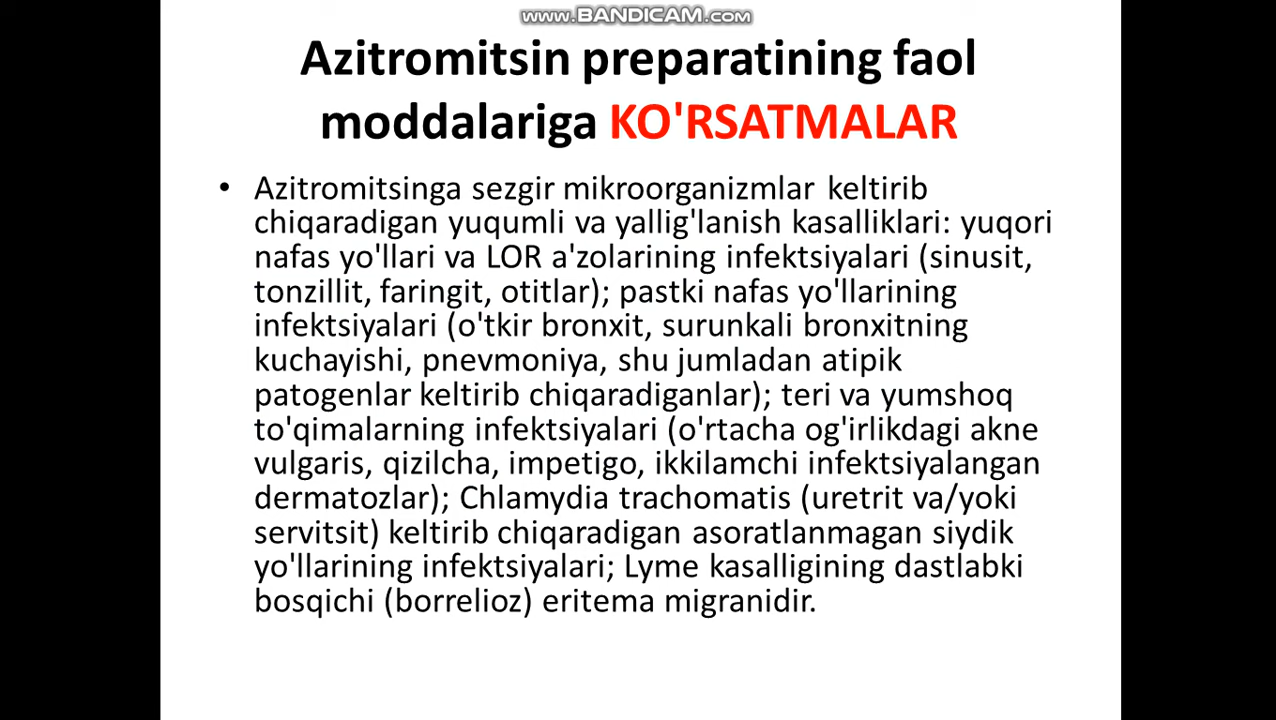 www.BANDICAM.com
Azitromitsin preparatining faol
moddalariga KO'RSATMALAR
• Azitromitsinga sezgir mikroorganizmlar keltirib
chiqaradigan yuqumli va yallig'lanish kasalliklari: yuqori
nafas yo'llari va LOR a'zolarining infektsiyalari (sinusit,
tonzillit, faringit, otitlar); pastki nafas yo'llarining
infektsiyalari (o'tkir bronxit, surunkali bronxitning
kuchayishi, pnevmoniya, shu jumladan atipik
patogenlar keltirib chiqaradiganlar); teri va yumshoq
to'qimalarning infektsiyalari (o'rtacha og'irlikdagi akne
vulgaris, qizilcha, impetigo, ikkilamchi infektsiyalangan
dermatozlar); Chlamydia trachomatis (uretrit va/yoki
servitsit) keltirib chiqaradigan asoratlanmagan siydik
yo'llarining infektsiyalari; Lyme kasalligining dastlabki
bosqichi (borrelioz) eritema migranidir.